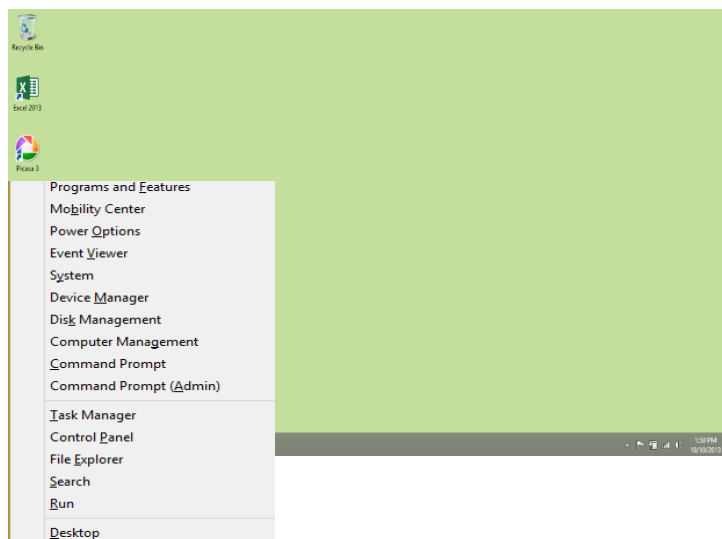 Recycle Bin
Excel 2013
Picasa 3
Programs and Features
Mobility Center
Power Options
Event Viewer
System
Device Manager
Disk Management
Computer Management
Command Prompt
Command Prompt (Admin)
Task Manager
Control Panel
File Explorer
Search
Run
Desktop
1:50 PM
10/10/2013